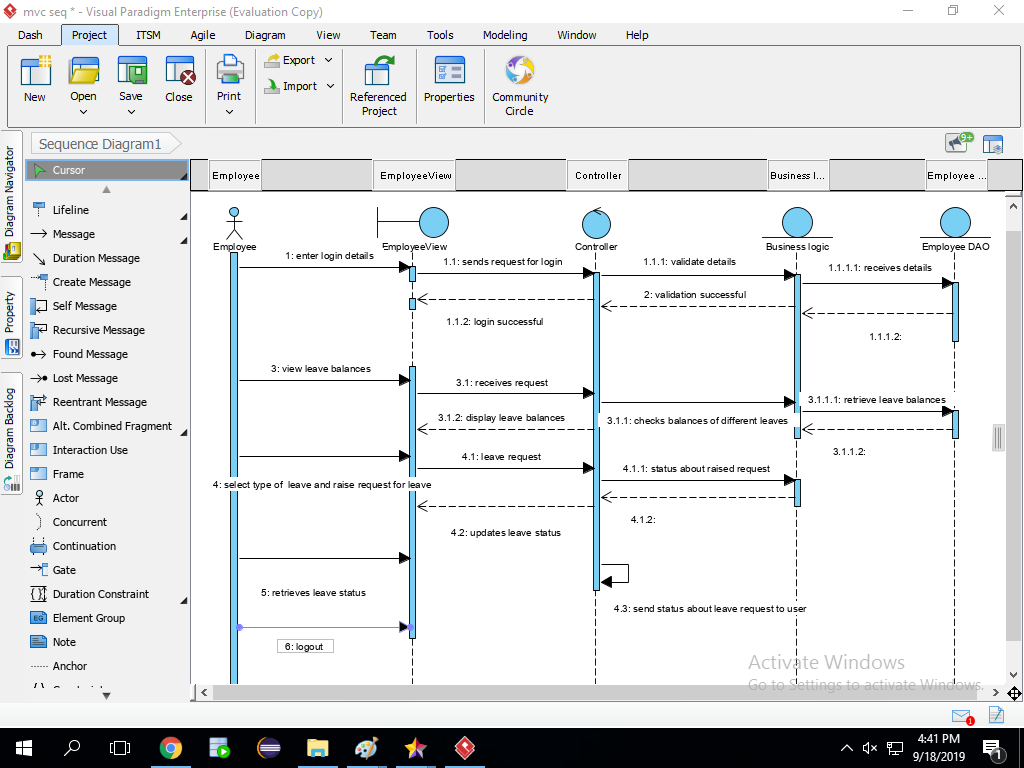 mvc seq * - Visual Paradigm Enterprise (Evaluation Copy)
Dash Project ITSM Agile Diagram View Team Tools Modeling Window Help
New Open Save Close Print Export Import Referenced Project Properties Community Circle
Sequence Diagram1
9+
Diagram Navigator
Property
Diagram Backlog
Cursor
Lifeline
Message
Duration Message
Create Message
Self Message
Recursive Message
Found Message
Lost Message
Reentrant Message
Alt. Combined Fragment
Interaction Use
Frame
Actor
Concurrent
Continuation
Gate
Duration Constraint
EG Element Group
Note
Anchor
Employee EmployeeView Controller Business l... Employee ...
Employee EmployeeView Controller Business logic Employee DAO
1: enter login details
1.1: sends request for login
1.1.1: validate details
1.1.1.1: receives details
2: validation successful
1.1.2: login successful
1.1.1.2:
3: view leave balances
3.1: receives request
3.1.1.1: retrieve leave balances
3.1.2: display leave balances
3.1.1: checks balances of different leaves
3.1.1.2:
4.1: leave request
4.1.1: status about raised request
4: select type of leave and raise request for leave
4.1.2:
4.2: updates leave status
5: retrieves leave status
4.3: send status about leave request to user
6: logout
Activate Windows
Go to Settings to activate Windows.
1
4:41 PM
9/18/2019
1